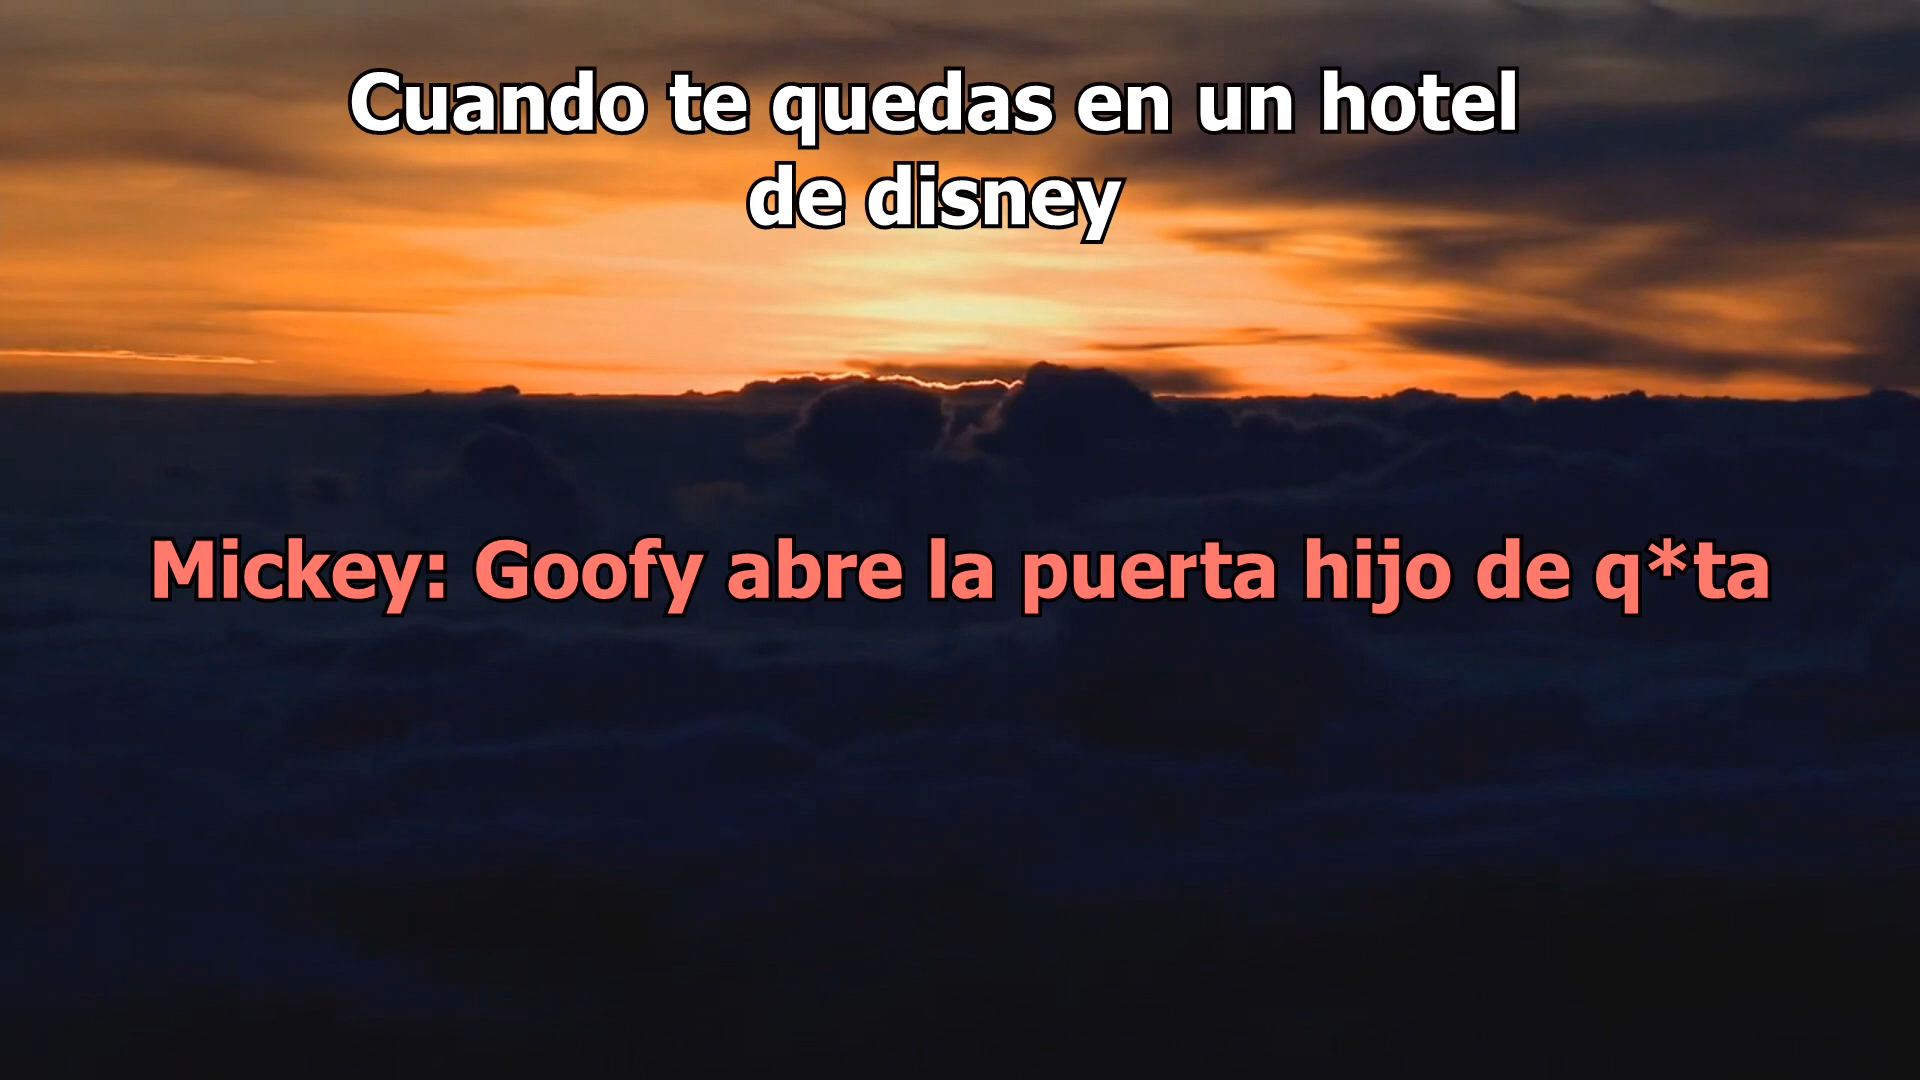 Cuando te quedas en un hotel
de disney
Mickey: Goofy abre la puerta hijo de q*ta